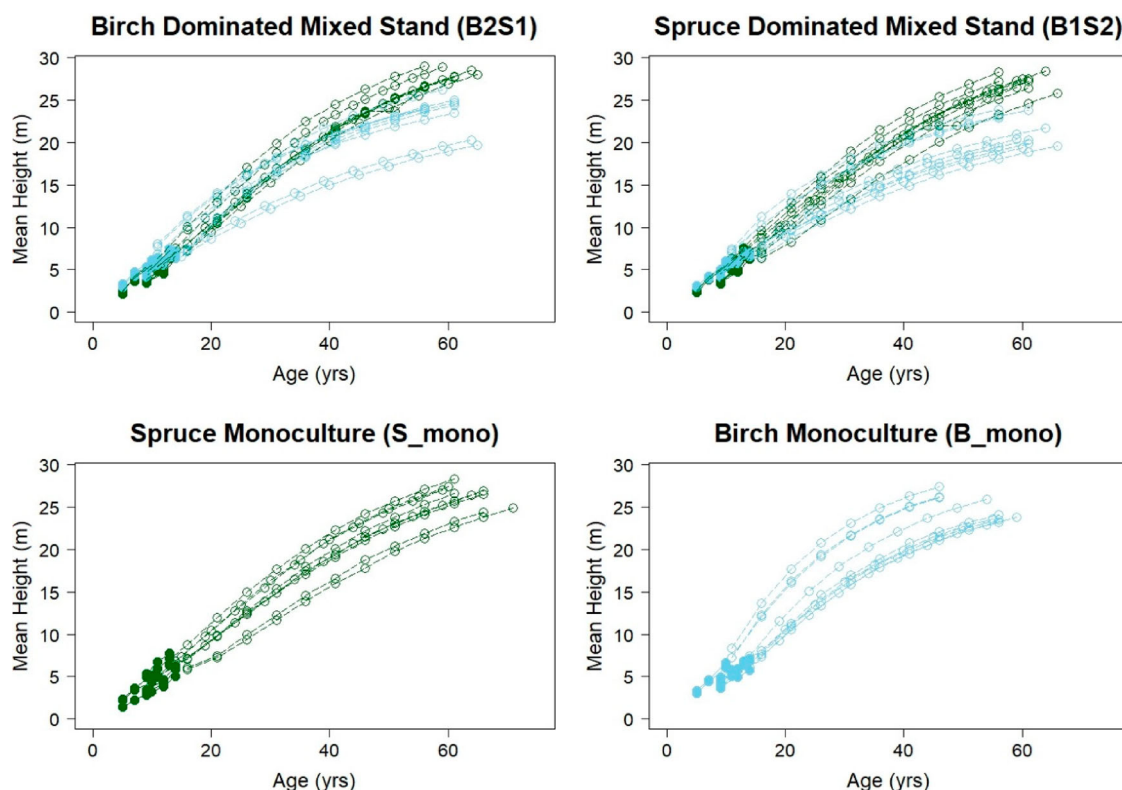 Birch Dominated Mixed Stand (B2S1)
Spruce Dominated Mixed Stand (B1S2)
Mean Height (m)
30
25
20
15
10
5
0
0 20 40 60
Age (yrs)
Mean Height (m)
30
25
20
15
10
5
0
0 20 40 60
Age (yrs)
Spruce Monoculture (S_mono)
Birch Monoculture (B_mono)
Mean Height (m)
30
25
20
15
10
5
0
0 20 40 60
Age (yrs)
Mean Height (m)
30
25
20
15
10
5
0
0 20 40 60
Age (yrs)